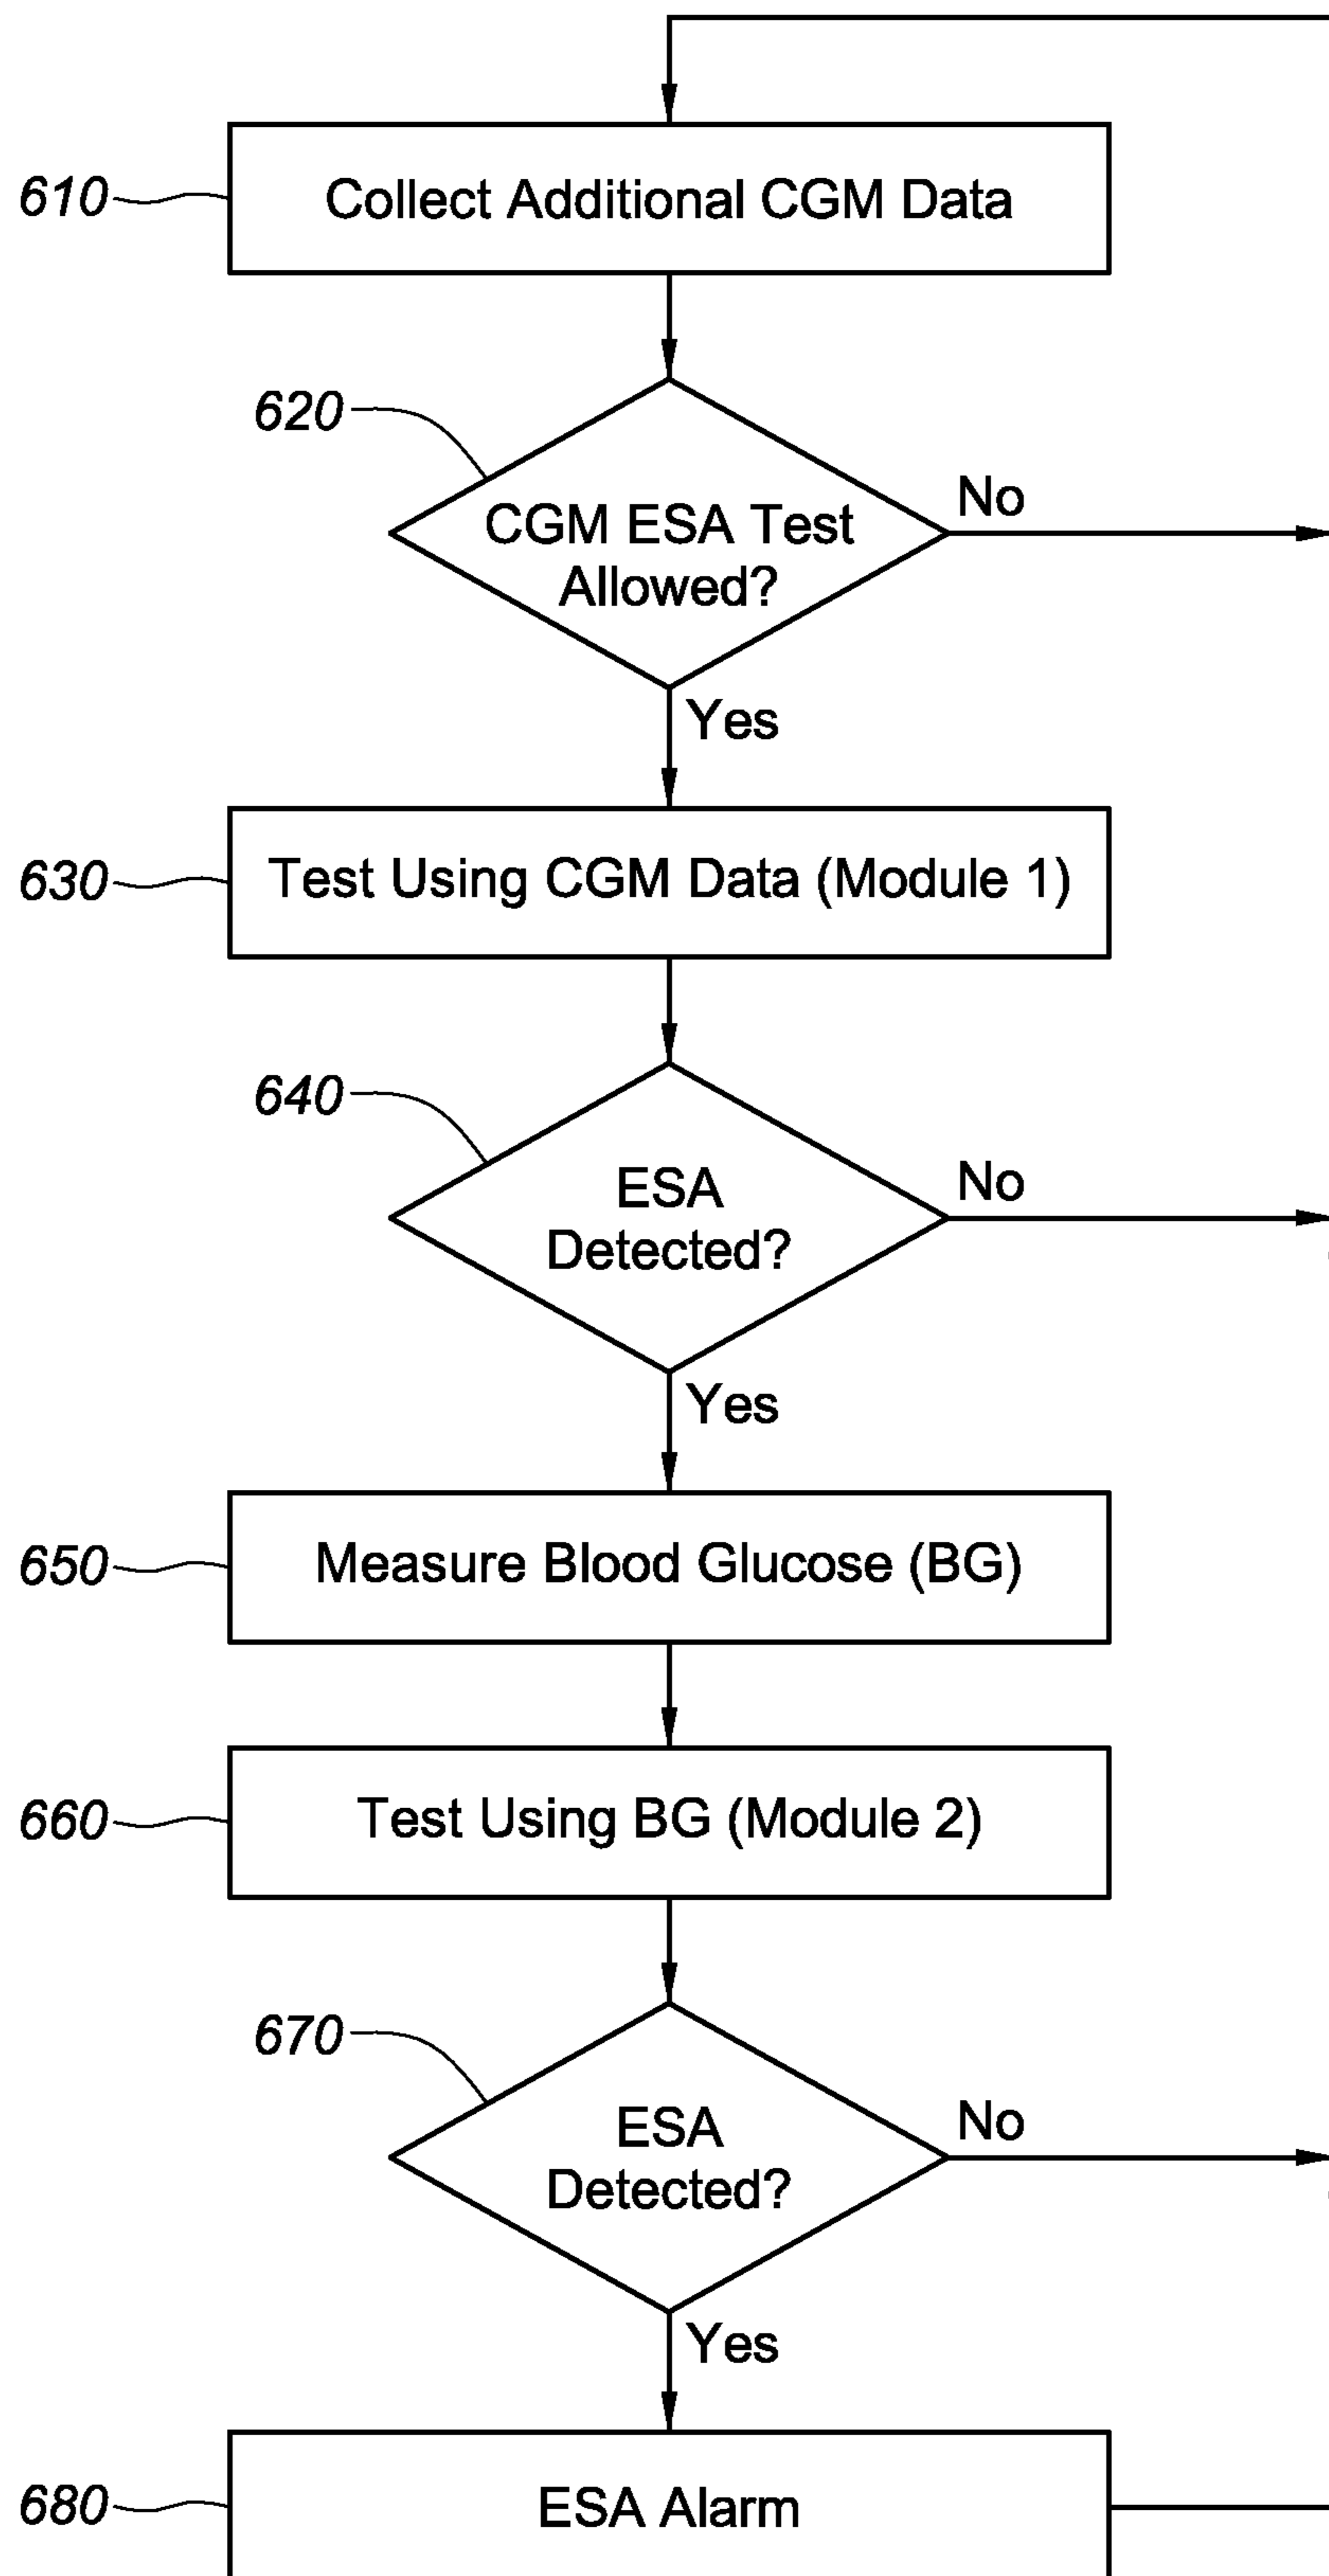 610
Collect Additional CGM Data
620
CGM ESA Test
Allowed?
No
Yes
630
Test Using CGM Data (Module 1)
640
ESA
Detected?
No
Yes
650
Measure Blood Glucose (BG)
660
Test Using BG (Module 2)
670
ESA
Detected?
No
Yes
680
ESA Alarm